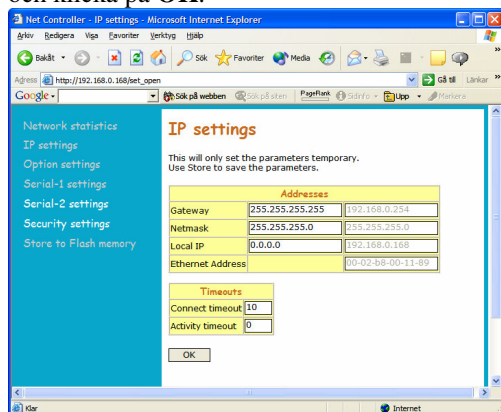 och klicka på OK.
Net Controller - IP settings - Microsoft Internet Explorer
Arkiv Redigera Visa Favoriter Verktyg Hjälp
Bakåt Sök Favoriter Media
Adress http://192.168.0.168/set_open Gå till Länkar
Google Sök på webben Sök på siten PageRank Sidinfo Upp Markera
Network statistics
IP settings
Option settings
Serial-1 settings
Serial-2 settings
Security settings
Store to Flash memory
IP settings
This will only set the parameters temporary.
Use Store to save the parameters.
Addresses
Gateway 255.255.255.255 192.168.0.254
Netmask 255.255.255.0 255.255.255.0
Local IP 0.0.0.0 192.168.0.168
Ethernet Address 00-02-b8-00-11-89
Timeouts
Connect timeout 10
Activity timeout 0
OK
Klar Internet